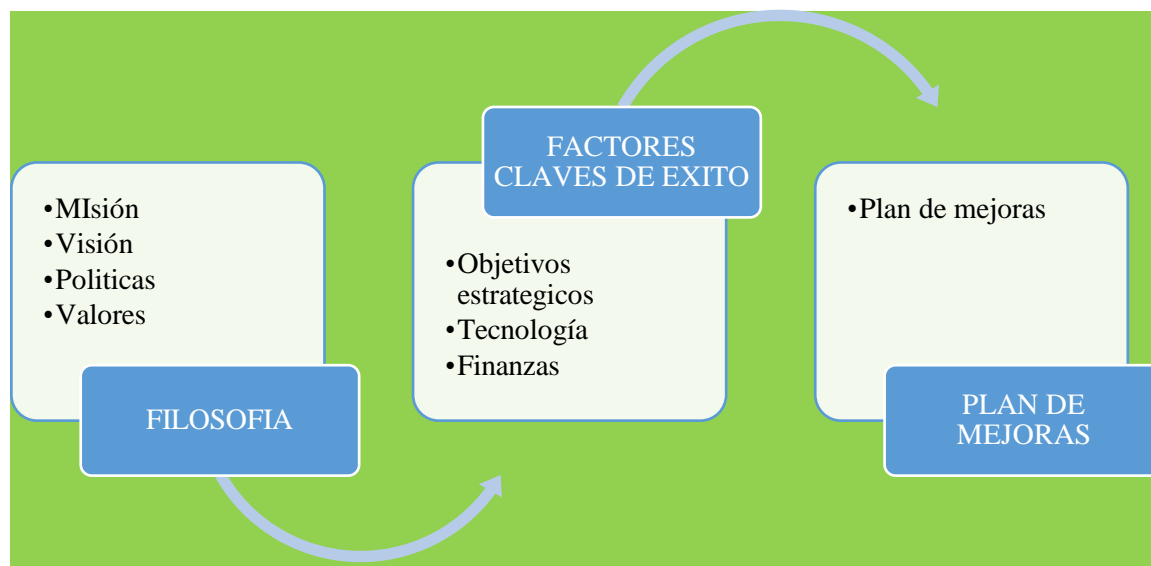 •MIsión
•Visión
•Politicas
•Valores
FILOSOFIA
FACTORES
CLAVES DE EXITO
•Objetivos
estrategicos
•Tecnología
•Finanzas
•Plan de mejoras
PLAN DE
MEJORAS